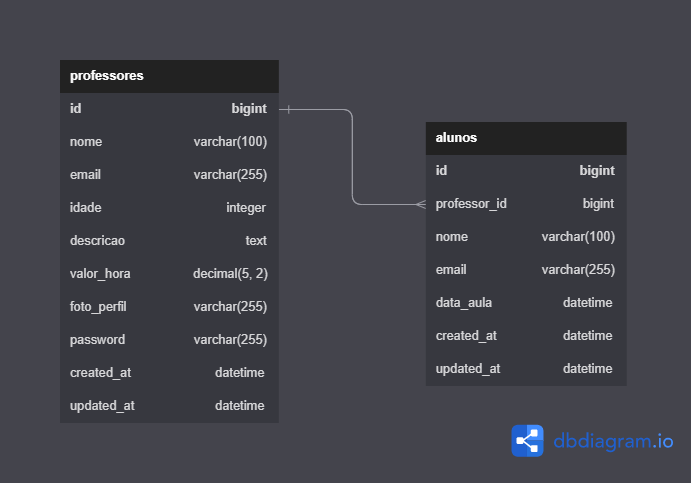 professores
id bigint
nome varchar(100)
email varchar(255)
idade integer
descricao text
valor_hora decimal(5, 2)
foto_perfil varchar(255)
password varchar(255)
created_at datetime
updated_at datetime
alunos
id bigint
professor_id bigint
nome varchar(100)
email varchar(255)
data_aula datetime
created_at datetime
updated_at datetime
dbdiagram.io